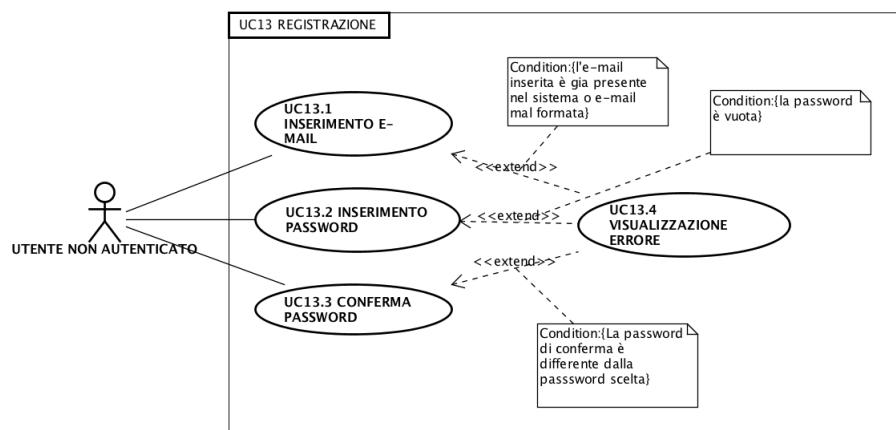 UC13 REGISTRAZIONE
Condition:{l'e-mail
inserita è gia presente
nel sistema o e-mail
mal formata}
Condition:{la password
è vuota}
UC13.1
INSERIMENTO E-
MAIL
<<extend>>
UC13.2 INSERIMENTO
PASSWORD
<<extend>>
UC13.4
VISUALIZZAZIONE
ERRORE
UTENTE NON AUTENTICATO
<<extend>>
UC13.3 CONFERMA
PASSWORD
Condition:{La password
di conferma è
differente dalla
passsword scelta}